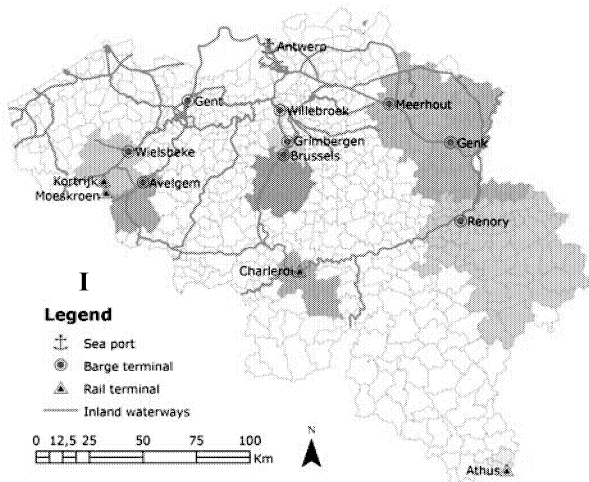 Antwerp
Gent
Willebroek
Meerhout
Grimbergen
Genk
Wielsbeke
Brussels
Kortrijk
Avelgem
Moeskroen
Renory
Charleroi
I
Legend
Sea port
Barge terminal
Rail terminal
Inland waterways
N
0 12,5 25 50 75 100
Km
Athus